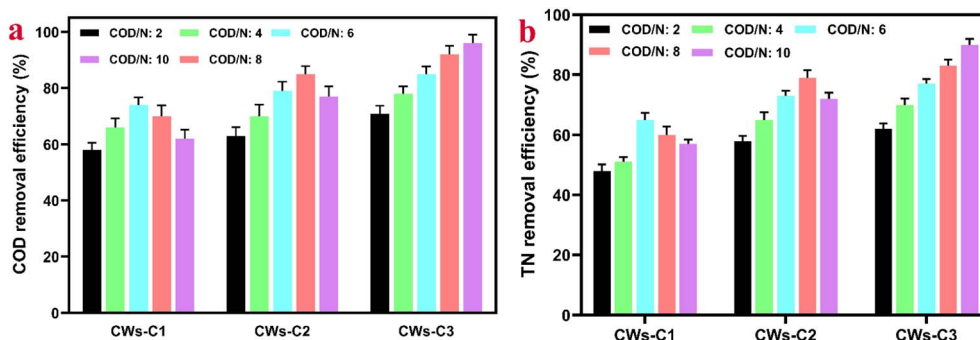 a
COD removal efficiency (%)
100
80
60
40
20
0
COD/N: 2 COD/N: 4 COD/N: 6
COD/N: 10 COD/N: 8
CWs-C1 CWs-C2 CWs-C3
b
TN removal efficiency (%)
100
80
60
40
20
0
COD/N: 2 COD/N: 4 COD/N: 6
COD/N: 8 COD/N: 10
CWs-C1 CWs-C2 CWs-C3